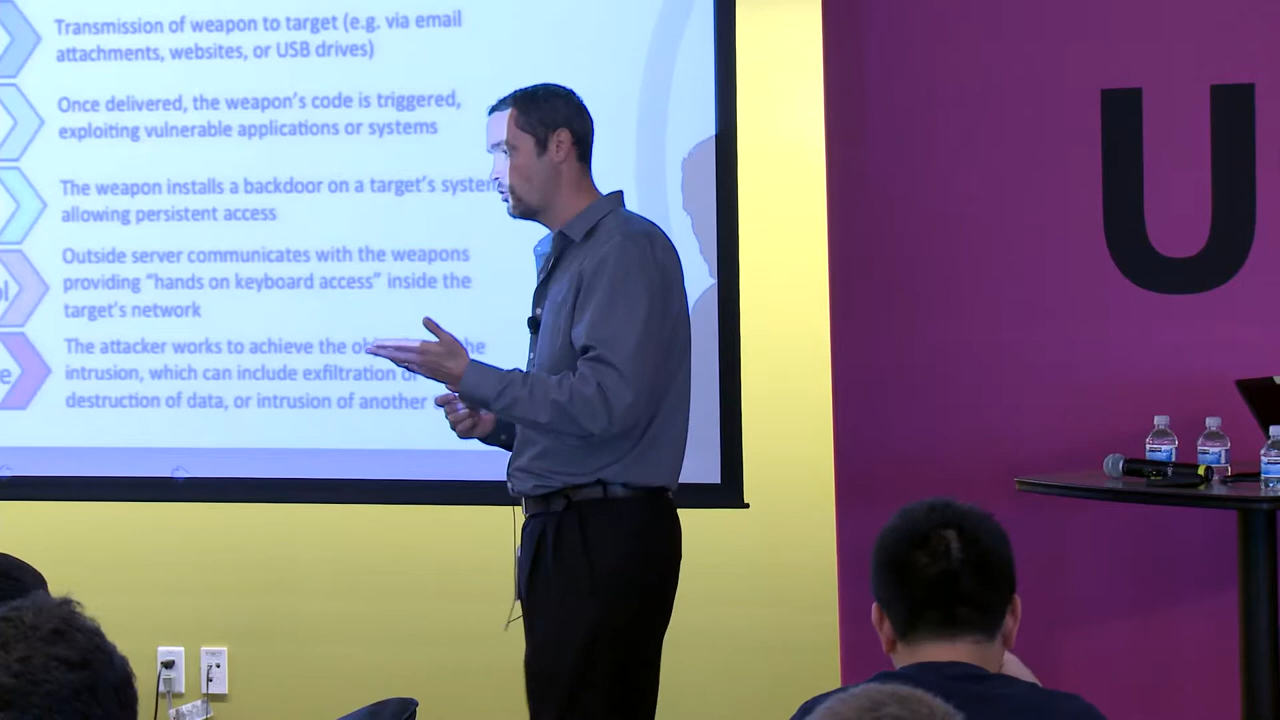 Transmission of weapon to target (e.g. via email
attachments, websites, or USB drives)
Once delivered, the weapon's code is triggered,
exploiting vulnerable applications or systems
The weapon installs a backdoor on a target's system
allowing persistent access
Outside server communicates with the weapons
providing "hands on keyboard access" inside the
target's network
ol
The attacker works to achieve the
intrusion, which can include exfiltration or
destruction of data, or intrusion of another
e
U